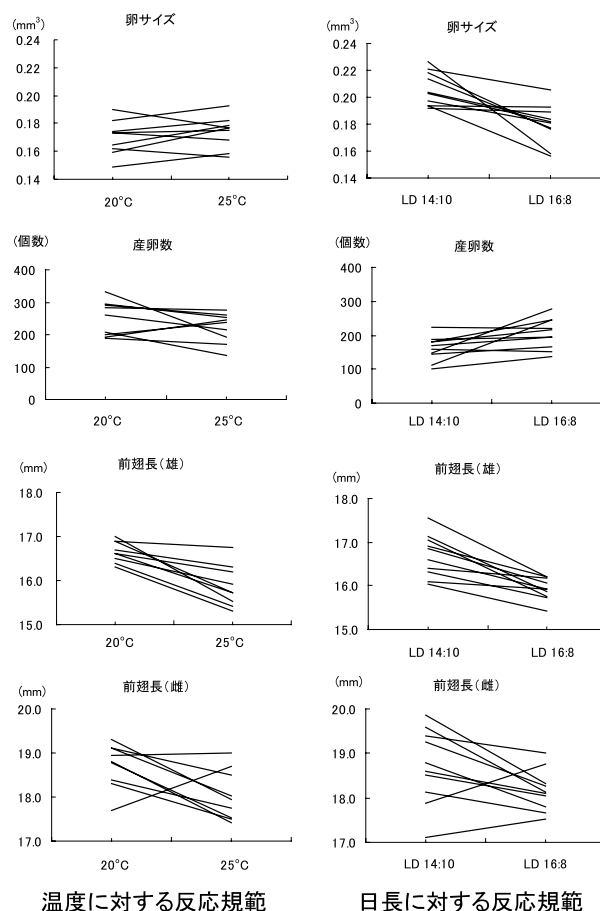 (mm³)
卵サイズ
0.24
0.22
0.20
0.18
0.16
0.14
20°C
25°C
(mm³)
卵サイズ
0.24
0.22
0.20
0.18
0.16
0.14
LD 14:10
LD 16:8
(個数)
産卵数
400
300
200
100
0
20°C
25°C
(個数)
産卵数
400
300
200
100
0
LD 14:10
LD 16:8
(mm)
前翅長(雄)
18.0
17.0
16.0
15.0
20°C
25°C
(mm)
前翅長(雄)
18.0
17.0
16.0
15.0
LD 14:10
LD 16:8
(mm)
前翅長(雌)
20.0
19.0
18.0
17.0
20°C
25°C
(mm)
前翅長(雌)
20.0
19.0
18.0
17.0
LD 14:10
LD 16:8
温度に対する反応規範
日長に対する反応規範